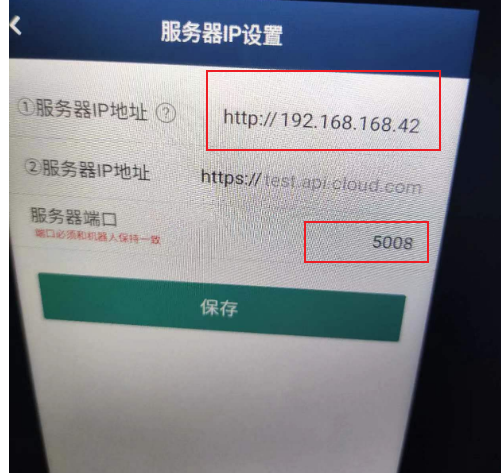 服务器IP设置
①服务器IP地址 ? http:// 192.168.168.42
②服务器IP地址 https:// test.api.cloud.com
服务器端口
端口必须和机器人保持一致
5008
保存